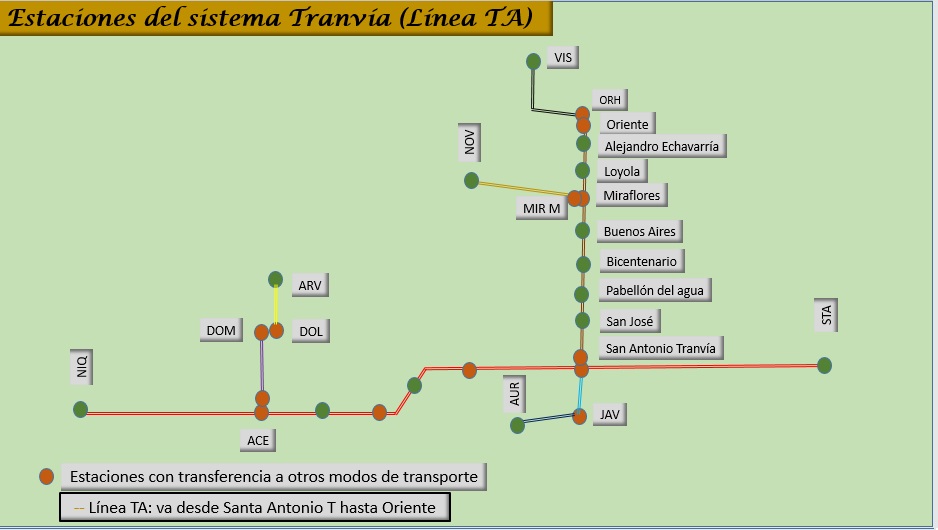 Estaciones del sistema Tranvía (Línea TA)
VIS
ORH
Oriente
NOV
Alejandro Echavarría
Loyola
Miraflores
MIR M
Buenos Aires
Bicentenario
ARV
Pabellón del agua
STA
DOM
DOL
San José
San Antonio Tranvía
NIQ
AUR
JAV
ACE
Estaciones con transferencia a otros modos de transporte
-- Línea TA: va desde Santa Antonio T hasta Oriente